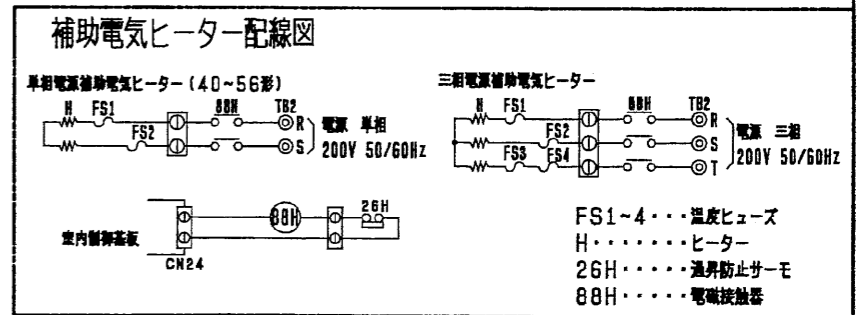 補助電気ヒーター配線図
単相電源補助電気ヒーター(40~56形)
H FS1 88H TB2
R
FS2
S
電源 単相
200V 50/60Hz
三相電源補助電気ヒーター
H FS1 88H TB2
R
FS2
S
FS3 FS4
T
電源 三相
200V 50/60Hz
室内制御基板
CN24
88H
26H
FS1~4・・・温度ヒューズ
H・・・・・・・ヒーター
26H・・・・・過昇防止サーモ
88H・・・・・電磁接触器